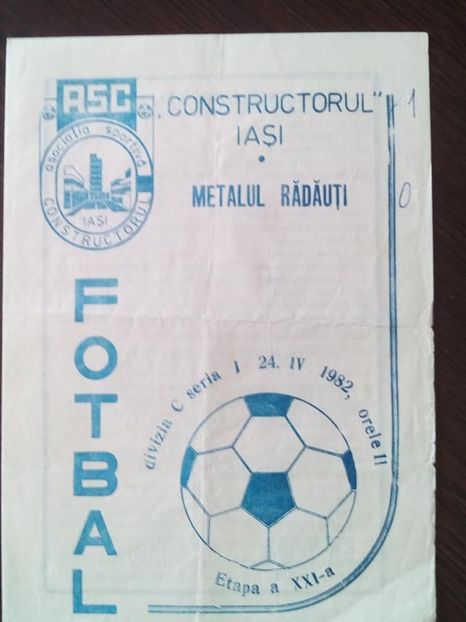 ASC
asociația sportivă
CONSTRUCTORUL
IAȘI
„CONSTRUCTORUL" 1
IAȘI
•
METALUL RĂDĂUȚI 0
FOTBAL
divizia C seria I 24. IV 1982, orele 11
Etapa a XXI-a